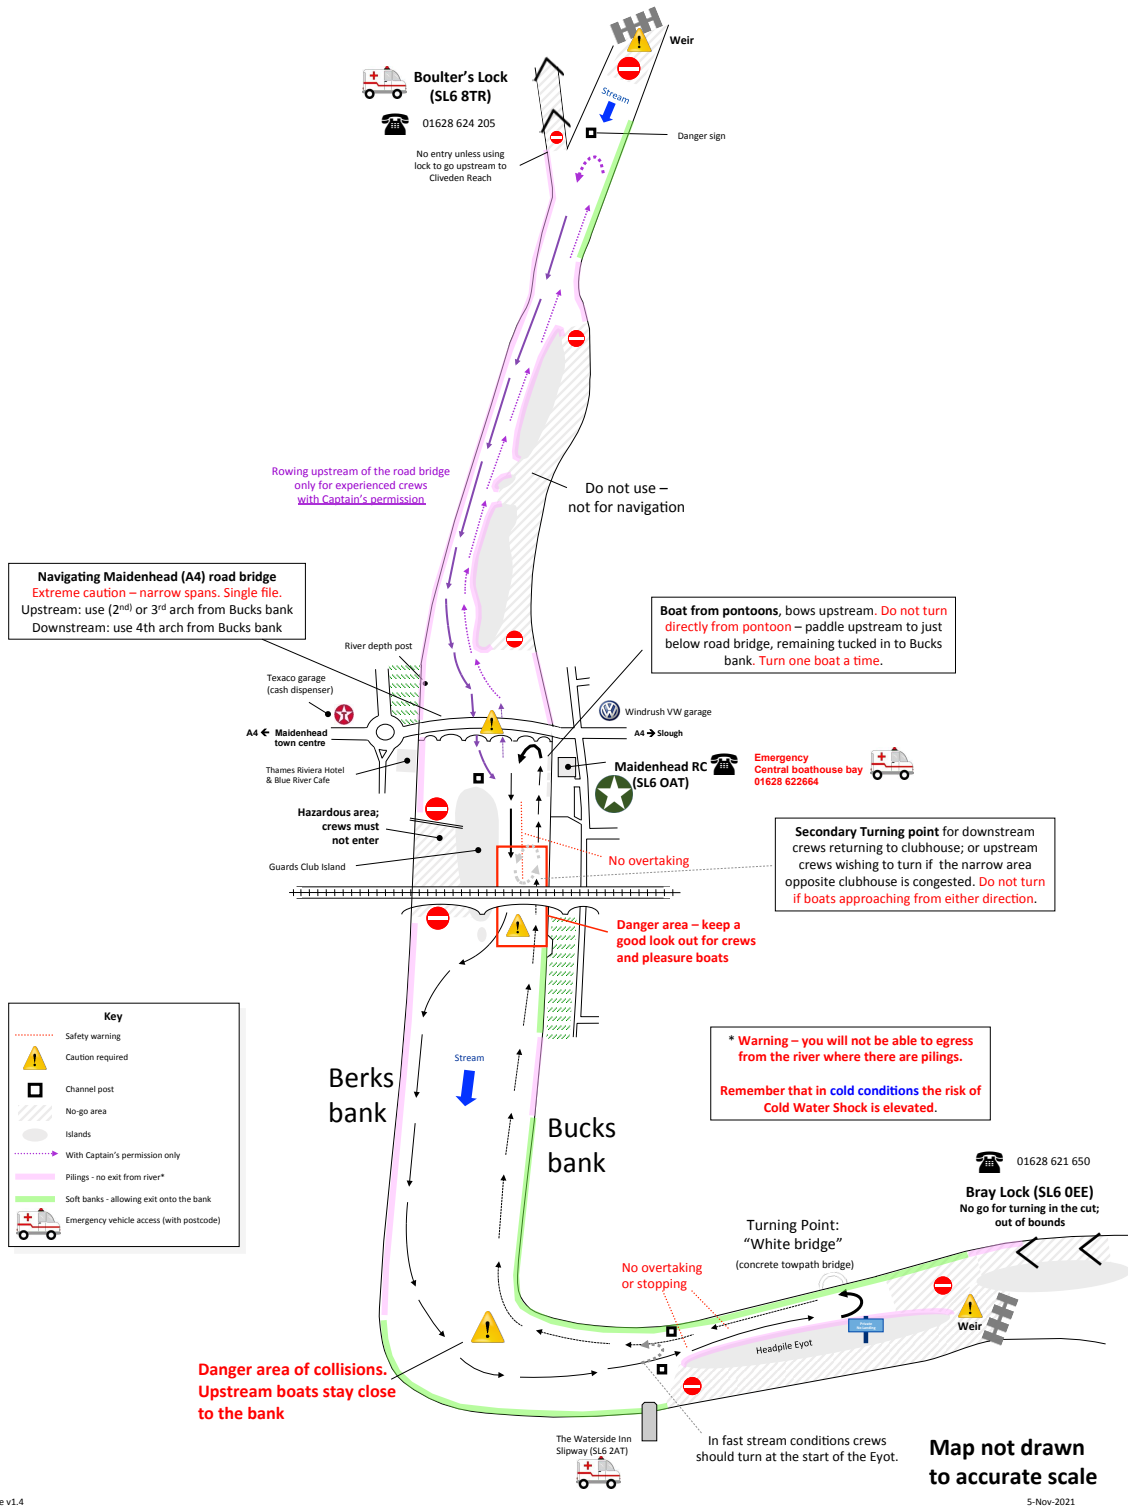 Weir
Boulter's Lock
(SL6 8TR)
01628 624 205
Stream
Danger sign
No entry unless using
lock to go upstream to
Cliveden Reach
Rowing upstream of the road bridge
only for experienced crews
with Captain's permission
Do not use –
not for navigation
Navigating Maidenhead (A4) road bridge
Extreme caution – narrow spans. Single file.
Upstream: use (2nd) or 3rd arch from Bucks bank
Downstream: use 4th arch from Bucks bank
Boat from pontoons, bows upstream. Do not turn
directly from pontoon – paddle upstream to just
below road bridge, remaining tucked in to Bucks
bank. Turn one boat a time.
River depth post
Texaco garage
(cash dispenser)
A4 ← Maidenhead
town centre
Windrush VW garage
A4 → Slough
Thames Riviera Hotel
& Blue River Cafe
Maidenhead RC
(SL6 OAT)
Emergency
Central boathouse bay
01628 622664
Hazardous area;
crews must
not enter
Guards Club Island
No overtaking
Secondary Turning point for downstream
crews returning to clubhouse; or upstream
crews wishing to turn if the narrow area
opposite clubhouse is congested. Do not turn
if boats approaching from either direction.
Danger area – keep a
good look out for crews
and pleasure boats
Key
Safety warning
Caution required
Channel post
No-go area
Islands
With Captain's permission only
Pilings - no exit from river*
Soft banks - allowing exit onto the bank
Emergency vehicle access (with postcode)
Stream
Berks
bank
Bucks
bank
* Warning – you will not be able to egress
from the river where there are pilings.
Remember that in cold conditions the risk of
Cold Water Shock is elevated.
01628 621 650
Bray Lock (SL6 0EE)
No go for turning in the cut;
out of bounds
Turning Point:
"White bridge"
(concrete towpath bridge)
No overtaking
or stopping
Weir
Headpile Eyot
Danger area of collisions.
Upstream boats stay close
to the bank
The Waterside Inn
Slipway (SL6 2AT)
In fast stream conditions crews
should turn at the start of the Eyot.
Map not drawn
to accurate scale
e v1.4
5-Nov-2021